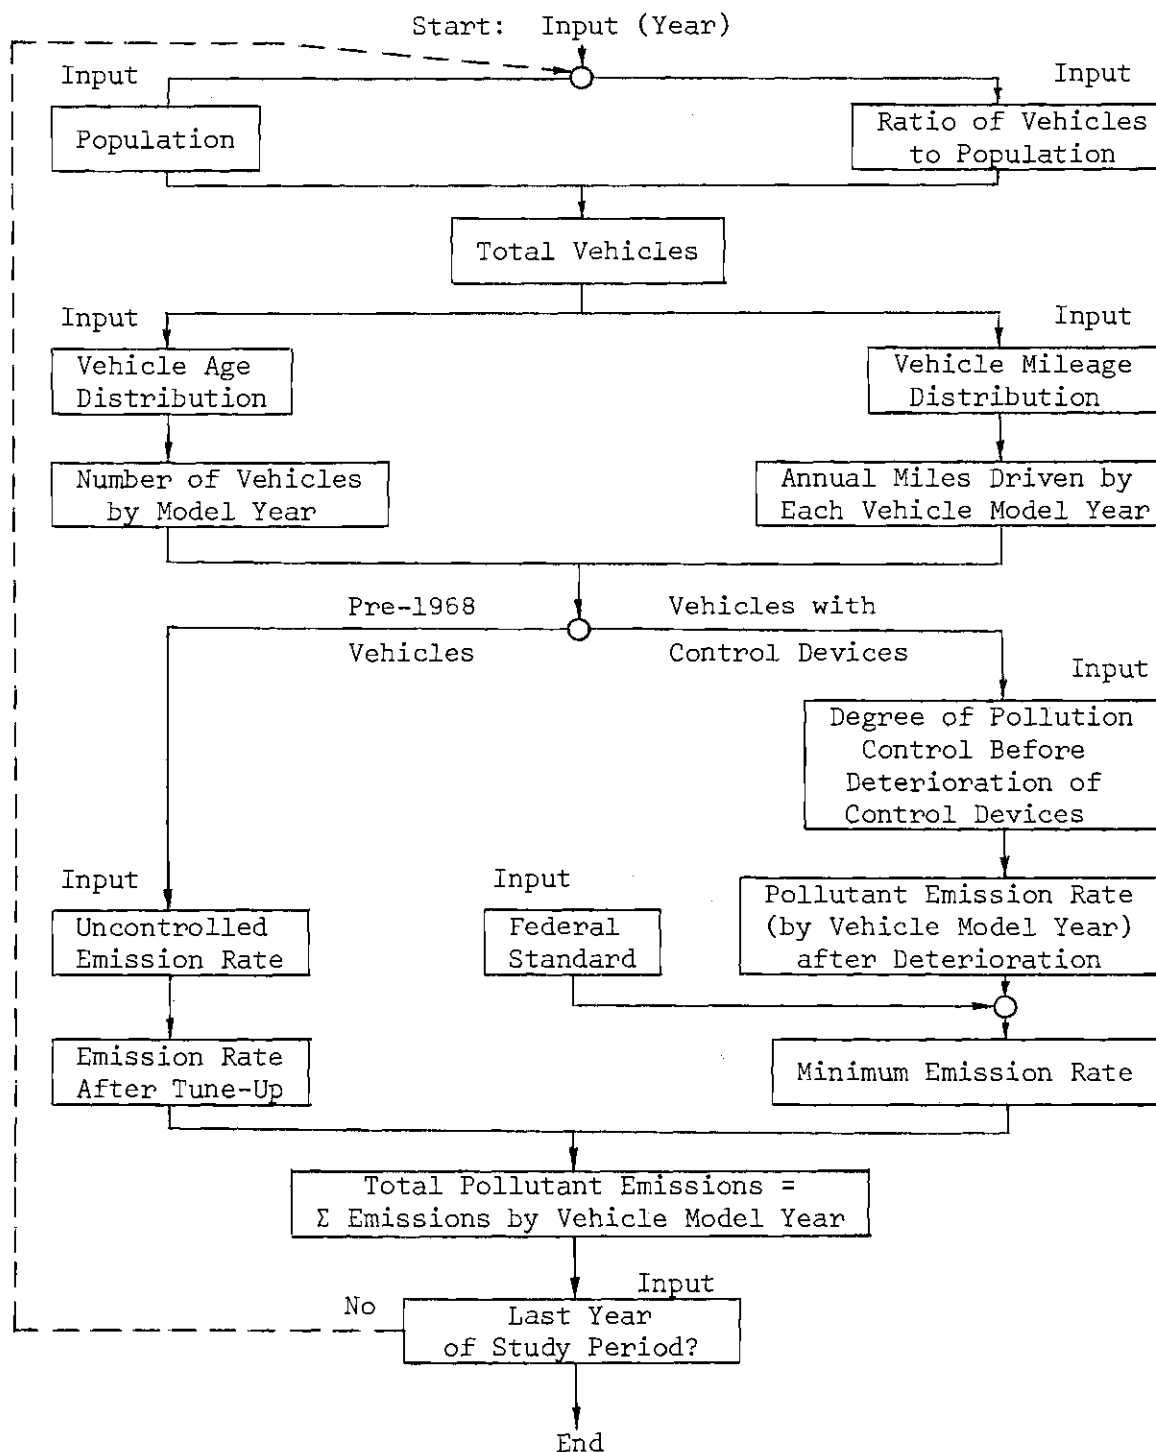 Start: Input (Year)
Input
Input
Population
Ratio of Vehicles
to Population
Total Vehicles
Input
Input
Vehicle Age
Distribution
Vehicle Mileage
Distribution
Number of Vehicles
by Model Year
Annual Miles Driven by
Each Vehicle Model Year
Pre-1968
Vehicles
Vehicles with
Control Devices
Input
Degree of Pollution
Control Before
Deterioration of
Control Devices
Input
Uncontrolled
Emission Rate
Input
Federal
Standard
Pollutant Emission Rate
(by Vehicle Model Year)
after Deterioration
Emission Rate
After Tune-Up
Minimum Emission Rate
Total Pollutant Emissions =
Σ Emissions by Vehicle Model Year
Input
No
Last Year
of Study Period?
End